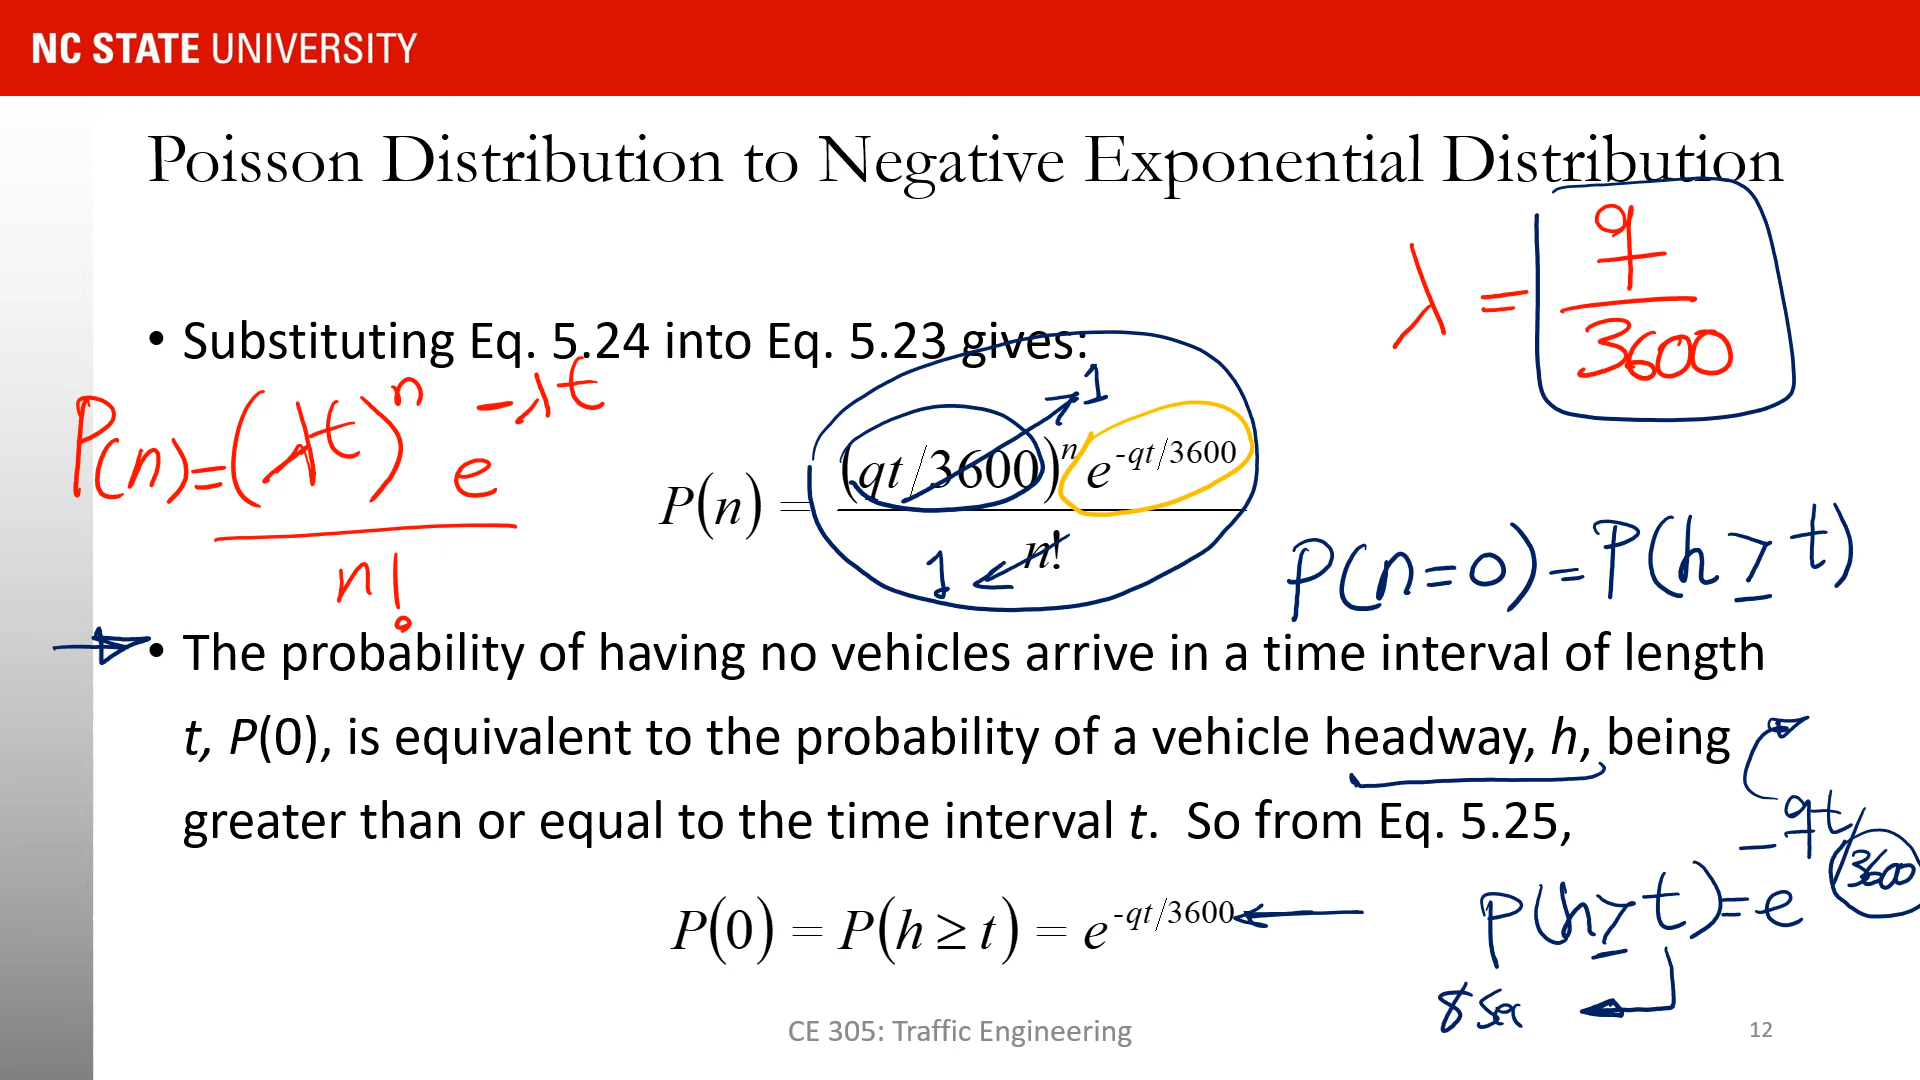 NC STATE UNIVERSITY
Poisson Distribution to Negative Exponential Distribution
λ = q / 3600
• Substituting Eq. 5.24 into Eq. 5.23 gives:
P(n) = (λt)^n e^-λt / n!
P(n) = (qt/3600)^n e^-qt/3600 / n!
1
1
P(n=0) = P(h ≥ t)
• The probability of having no vehicles arrive in a time interval of length
t, P(0), is equivalent to the probability of a vehicle headway, h, being
greater than or equal to the time interval t. So from Eq. 5.25,
P(0) = P(h ≥ t) = e^-qt/3600
P(h ≥ t) = e^-qt/3600
8 sec
CE 305: Traffic Engineering
12